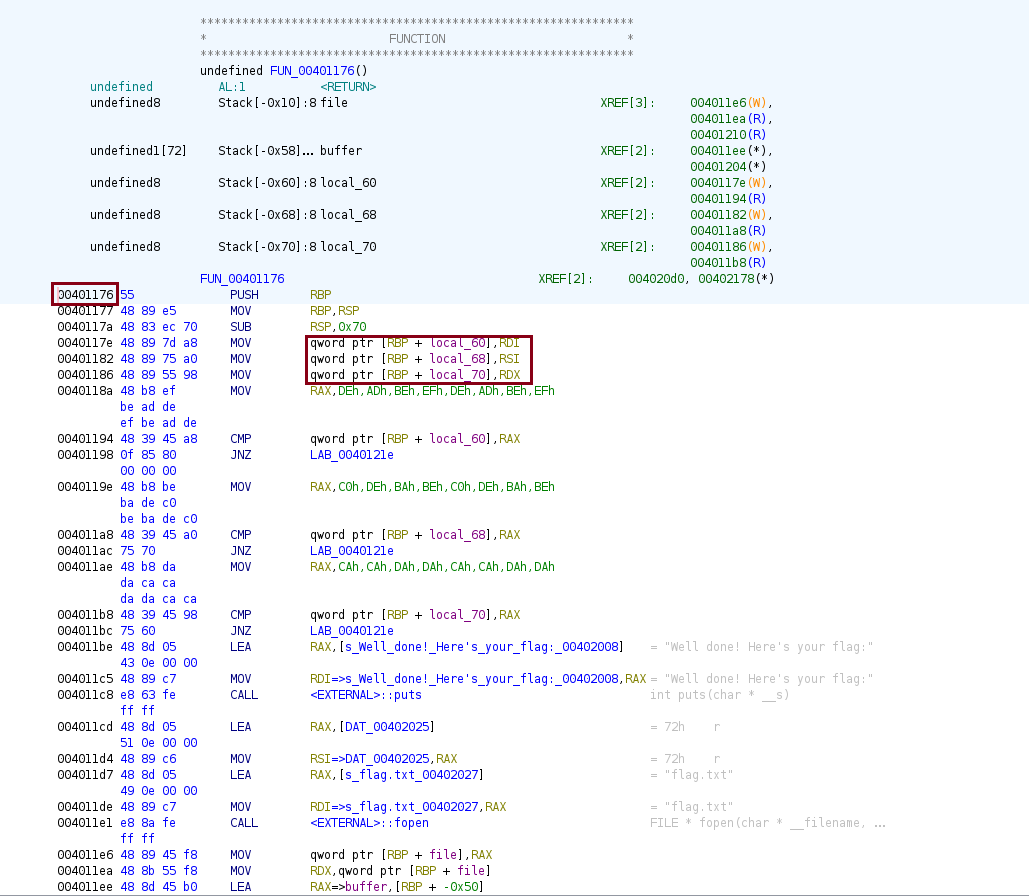 **************************************************************
* FUNCTION *
**************************************************************
undefined FUN_00401176()
undefined AL:1 <RETURN>
undefined8 Stack[-0x10]:8 file XREF[3]: 004011e6(W),
004011ea(R)
00401210(R)
undefined1[72] Stack[-0x58]... buffer XREF[2]: 004011ee(*),
00401204(*)
undefined8 Stack[-0x60]:8 local_60 XREF[2]: 0040117e(W),
00401194(R)
undefined8 Stack[-0x68]:8 local_68 XREF[2]: 00401182(W),
004011a8(R)
undefined8 Stack[-0x70]:8 local_70 XREF[2]: 00401186(W),
004011b8(R)
FUN_00401176 XREF[2]: 004020d0, 00402178(*)
00401176 55 PUSH RBP
00401177 48 89 e5 MOV RBP,RSP
0040117a 48 83 ec 70 SUB RSP,0x70
0040117e 48 89 7d a8 MOV qword ptr [RBP + local_60],RDI
00401182 48 89 75 a0 MOV qword ptr [RBP + local_68],RSI
00401186 48 89 55 98 MOV qword ptr [RBP + local_70],RDX
0040118a 48 b8 ef MOV RAX,DEh,ADh,BEh,EFh,DEh,ADh,BEh,EFh
be ad de
ef be ad de
00401194 48 39 45 a8 CMP qword ptr [RBP + local_60],RAX
00401198 0f 85 80 JNZ LAB_0040121e
00 00 00
0040119e 48 b8 be MOV RAX,C0h,DEh,BAh,BEh,C0h,DEh,BAh,BEh
ba de c0
be ba de c0
004011a8 48 39 45 a0 CMP qword ptr [RBP + local_68],RAX
004011ac 75 70 JNZ LAB_0040121e
004011ae 48 b8 da MOV RAX,CAh,CAh,DAh,DAh,CAh,CAh,DAh,DAh
da ca ca
da da ca ca
004011b8 48 39 45 98 CMP qword ptr [RBP + local_70],RAX
004011bc 75 60 JNZ LAB_0040121e
004011be 48 8d 05 LEA RAX,[s_Well_done!_Here's_your_flag:_00402008] = "Well done! Here's your flag:"
43 0e 00 00
004011c5 48 89 c7 MOV RDI=>s_Well_done!_Here's_your_flag:_00402008,RAX = "Well done! Here's your flag:"
004011c8 e8 63 fe CALL <EXTERNAL>::puts int puts(char * __s)
ff ff
004011cd 48 8d 05 LEA RAX,[DAT_00402025] = 72h r
51 0e 00 00
004011d4 48 89 c6 MOV RSI=>DAT_00402025,RAX = 72h r
004011d7 48 8d 05 LEA RAX,[s_flag.txt_00402027] = "flag.txt"
49 0e 00 00
004011de 48 89 c7 MOV RDI=>s_flag.txt_00402027,RAX = "flag.txt"
004011e1 e8 8a fe CALL <EXTERNAL>::fopen FILE * fopen(char * __filename, ...
ff ff
004011e6 48 89 45 f8 MOV qword ptr [RBP + file],RAX
004011ea 48 8b 55 f8 MOV RDX,qword ptr [RBP + file]
004011ee 48 8d 45 b0 LEA RAX=>buffer,[RBP + -0x50]